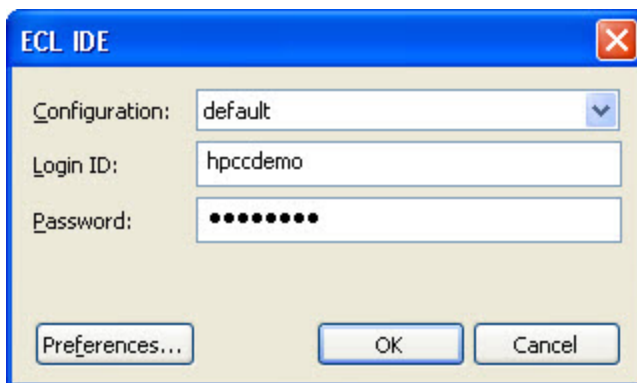 ECL IDE
Configuration: default
Login ID: hpccdemo
Password: ●●●●●●●●
Preferences... OK Cancel